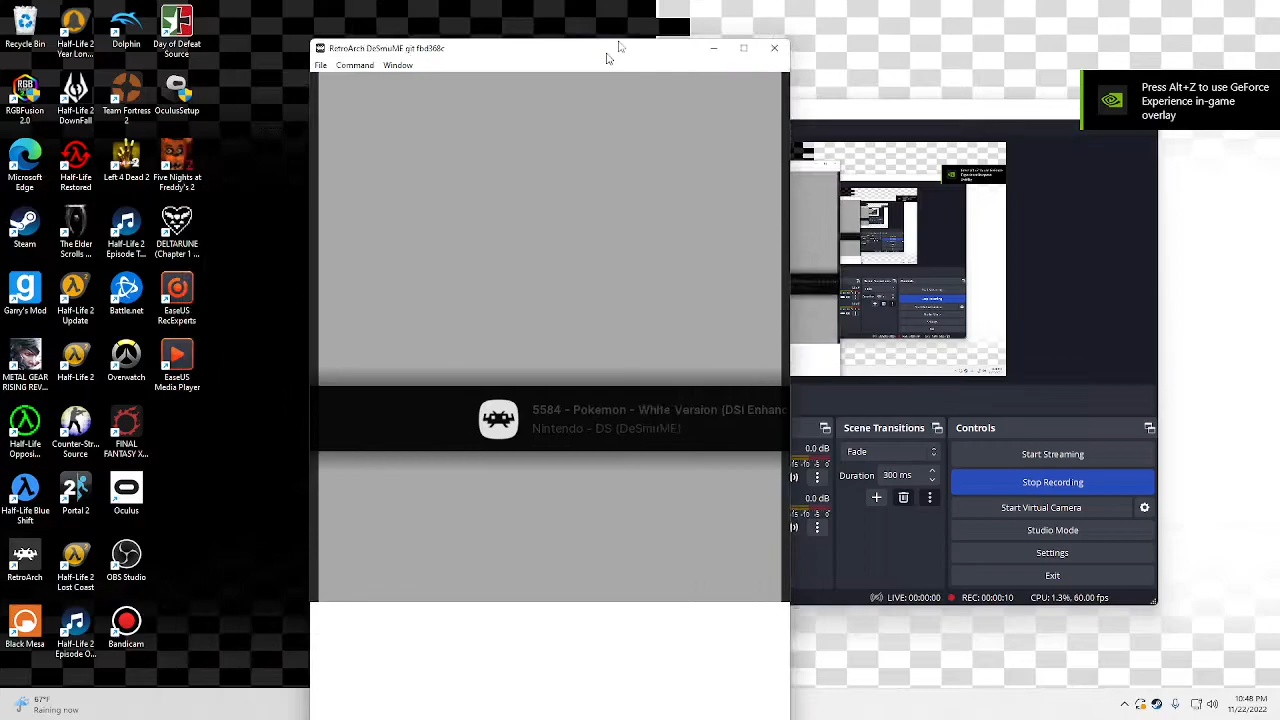 Recycle Bin
Half-Life 2
Year Lon...
Dolphin
Day of Defeat
Source
RGBFusion
2.0
Half-Life 2
DownFall
Team Fortress
2
OculusSetup
Microsoft
Edge
Half-Life 2
Restored
Left 4 Dead 2
Five Nights at
Freddy's 2
Steam
The Elder
Scrolls ...
Half-Life 2
Episode T...
DELTARUNE
(Chapter 1 ...
Garry's Mod
Half-Life 2
Update
Battle.net
EaseUS
RecExperts
METAL GEAR
RISING REV...
Half-Life 2
Overwatch
EaseUS
Media Player
Half-Life
Opposi...
Counter-Str...
Source
FINAL
FANTASY X...
Half-Life Blue
Shift
Portal 2
Oculus
RetroArch
Half-Life 2
Lost Coast
OBS Studio
Black Mesa
Half-Life 2
Episode O...
Bandicam
RetroArch DeSmuME git fbd368c
File Command Window
5584 - Pokemon - White Version (DSi Enhanc
Nintendo - DS (DeSmuME)
Press Alt+Z to use GeForce
Experience in-game
overlay
Scene Transitions
Controls
0.0 dB
Fade
Start Streaming
Duration 300 ms
Stop Recording
0.0 dB
Start Virtual Camera
Studio Mode
Settings
Exit
LIVE: 00:00:00 REC: 00:00:10 CPU: 1.3%, 60.00 fps
Raining now
10:48 PM
11/22/2022